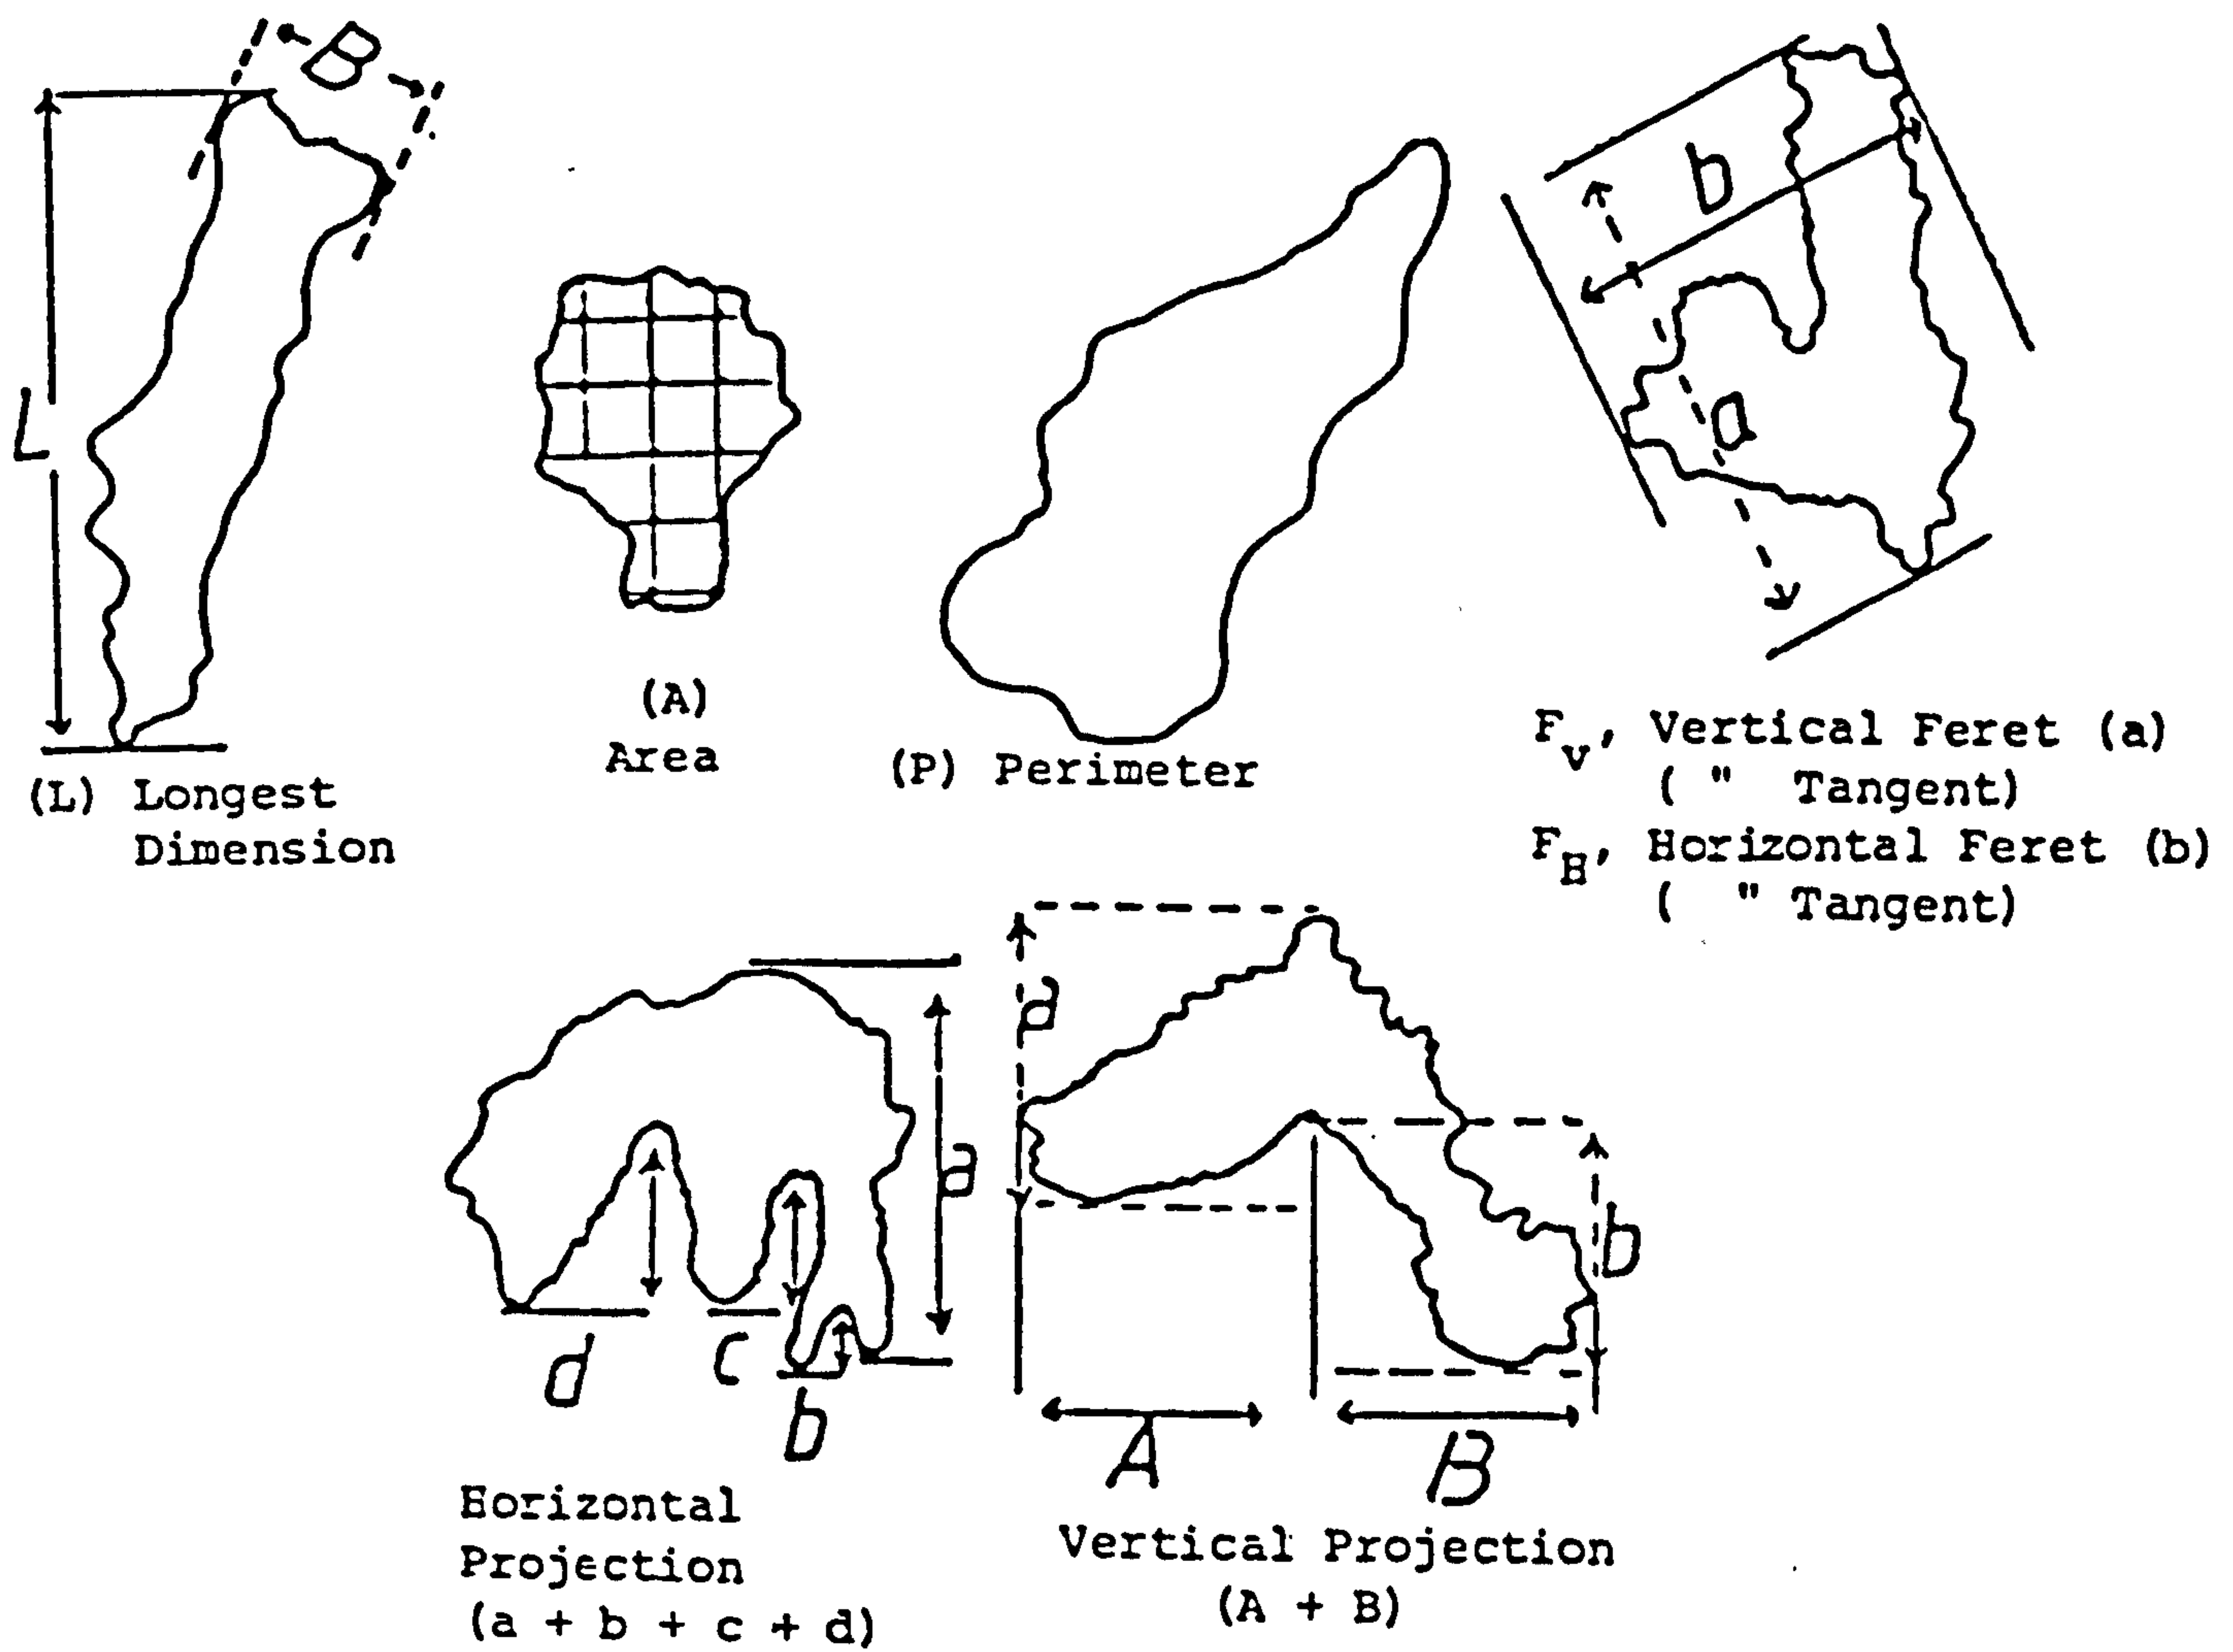 B
L
(L) Longest
Dimension
(A)
Area
(P) Perimeter
b
a
Fv, Vertical Feret (a)
( " Tangent)
FH, Horizontal Feret (b)
( " Tangent)
a
d
c
b
Horizontal
Projection
(a + b + c + d)
b
A
B
Vertical Projection
(A + B)